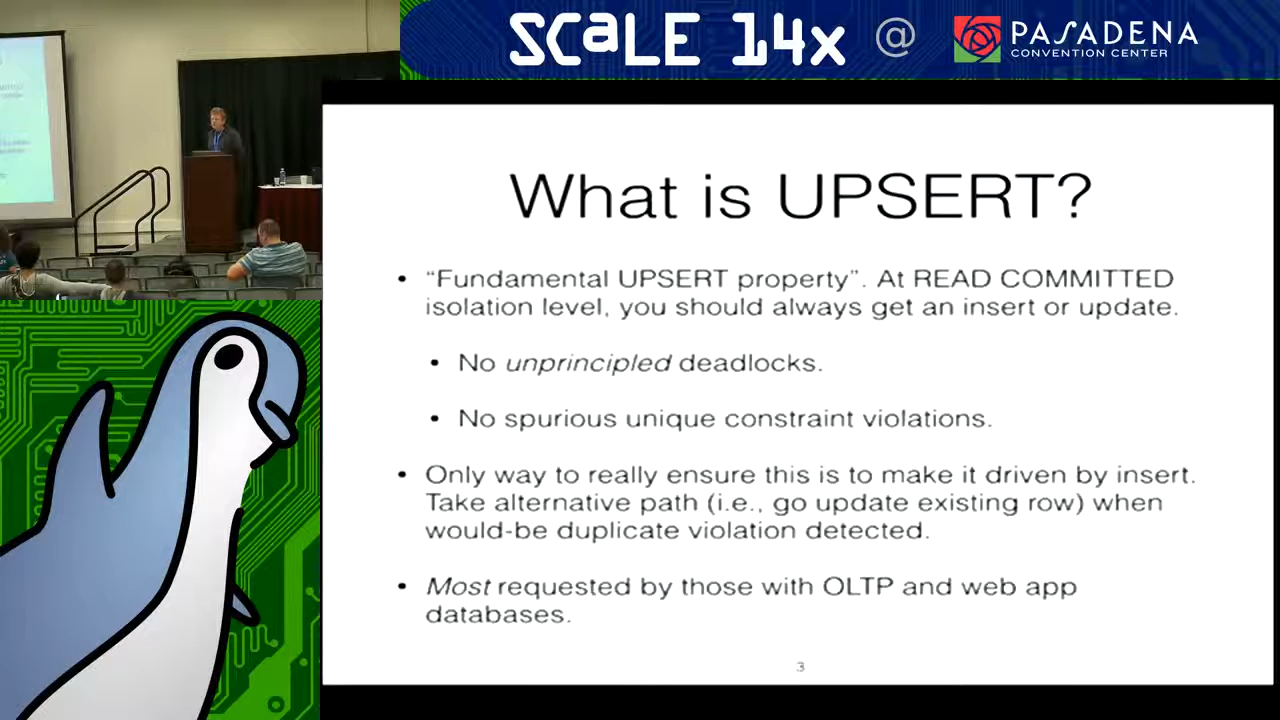 SCaLE 14x @ PASADENA
CONVENTION CENTER
What is UPSERT?
• “Fundamental UPSERT property”. At READ COMMITTED
isolation level, you should always get an insert or update.
• No unprincipled deadlocks.
• No spurious unique constraint violations.
• Only way to really ensure this is to make it driven by insert.
Take alternative path (i.e., go update existing row) when
would-be duplicate violation detected.
• Most requested by those with OLTP and web app
databases.
3